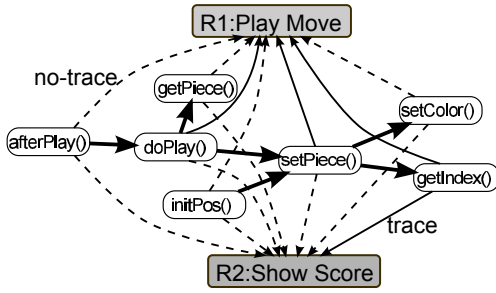 R1:Play Move
no-trace
getPiece()
setColor()
afterPlay()
doPlay()
setPiece()
getIndex()
initPos()
trace
R2:Show Score